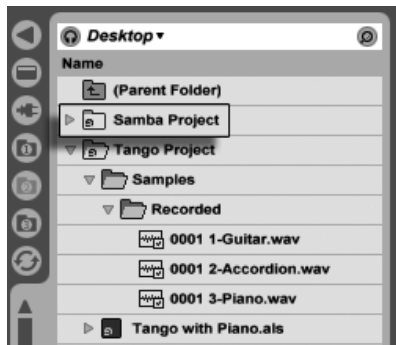 Desktop
Name
(Parent Folder)
Samba Project
Tango Project
Samples
Recorded
0001 1-Guitar.wav
0001 2-Accordion.wav
0001 3-Piano.wav
Tango with Piano.als